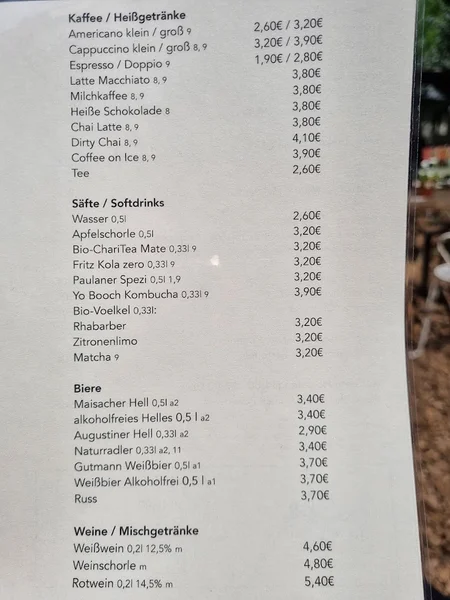 Kaffee / Heißgetränke
Americano klein / groß 9 2,60€ / 3,20€
Cappuccino klein / groß 8, 9 3,20€ / 3,90€
Espresso / Doppio 9 1,90€ / 2,80€
Latte Macchiato 8, 9 3,80€
Milchkaffee 8, 9 3,80€
Heiße Schokolade 8 3,80€
Chai Latte 8, 9 3,80€
Dirty Chai 8, 9 4,10€
Coffee on Ice 8, 9 3,90€
Tee 2,60€
Säfte / Softdrinks
Wasser 0,5l 2,60€
Apfelschorle 0,5l 3,20€
Bio-ChariTea Mate 0,33l 9 3,20€
Fritz Kola zero 0,33l 9 3,20€
Paulaner Spezi 0,5l 1,9 3,20€
Yo Booch Kombucha 0,33l 9 3,90€
Bio-Voelkel 0,33l:
Rhabarber 3,20€
Zitronenlimo 3,20€
Matcha 9 3,20€
Biere
Maisacher Hell 0,5l a2 3,40€
alkoholfreies Helles 0,5 l a2 3,40€
Augustiner Hell 0,33l a2 2,90€
Naturradler 0,33l a2, 11 3,40€
Gutmann Weißbier 0,5l a1 3,70€
Weißbier Alkoholfrei 0,5 l a1 3,70€
Russ 3,70€
Weine / Mischgetränke
Weißwein 0,2l 12,5% m 4,60€
Weinschorle m 4,80€
Rotwein 0,2l 14,5% m 5,40€